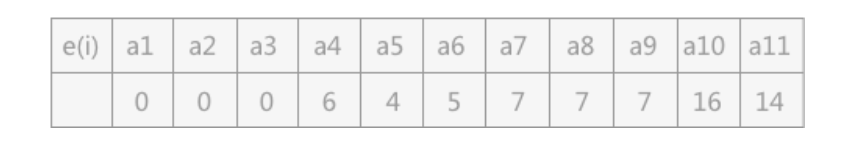 e(i) a1 a2 a3 a4 a5 a6 a7 a8 a9 a10 a11
0 0 0 6 4 5 7 7 7 16 14